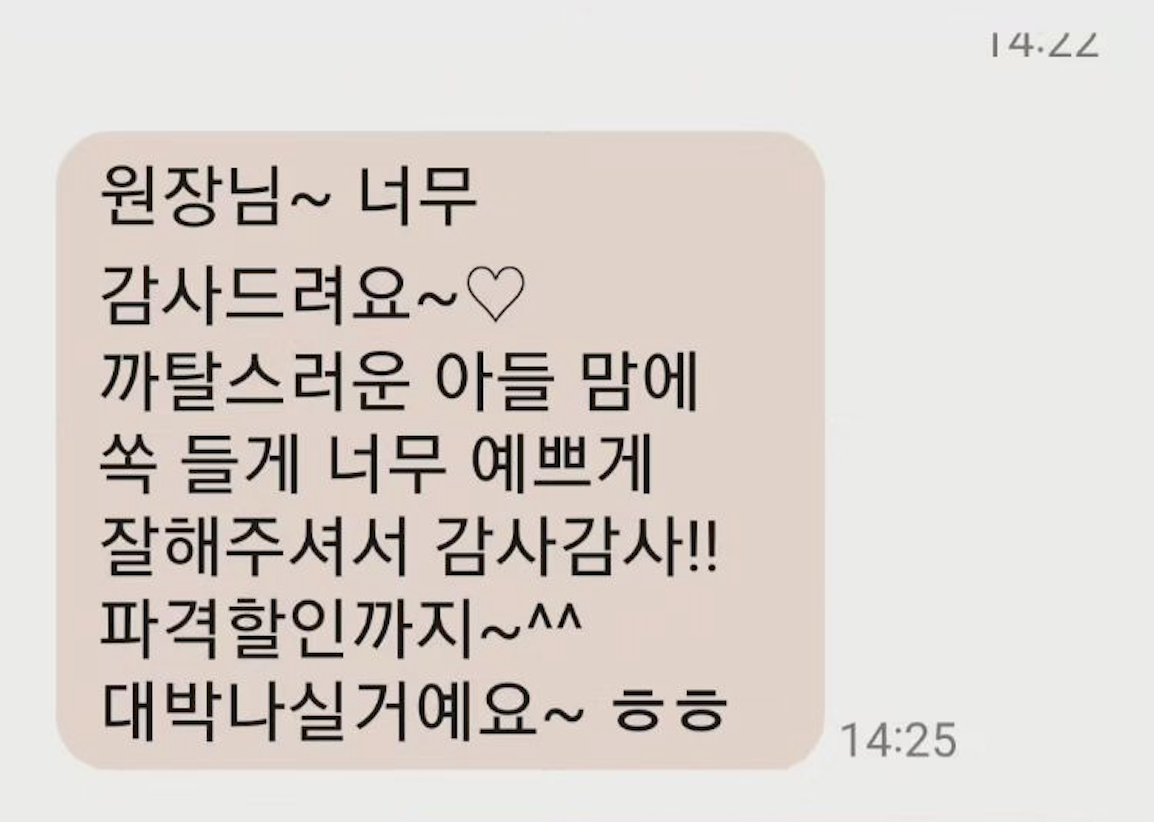 14:22
원장님~ 너무
감사드려요~♡
까탈스러운 아들 맘에
쏙 들게 너무 예쁘게
잘해주셔서 감사감사!!
파격할인까지~^^
대박나실거예요~ ㅎㅎ
14:25